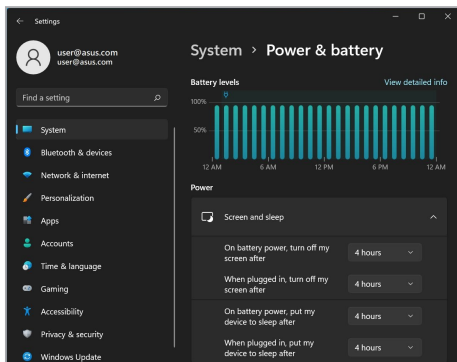 Settings
user@asus.com
user@asus.com
Find a setting
System
Bluetooth & devices
Network & internet
Personalization
Apps
Accounts
Time & language
Gaming
Accessibility
Privacy & security
Windows Update
System > Power & battery
Battery levels
View detailed info
100%
50%
12 AM 6 AM 12 PM 6 PM 12 AM
Power
Screen and sleep
On battery power, turn off my
screen after
4 hours
When plugged in, turn off my
screen after
4 hours
On battery power, put my
device to sleep after
4 hours
When plugged in, put my
device to sleep after
4 hours